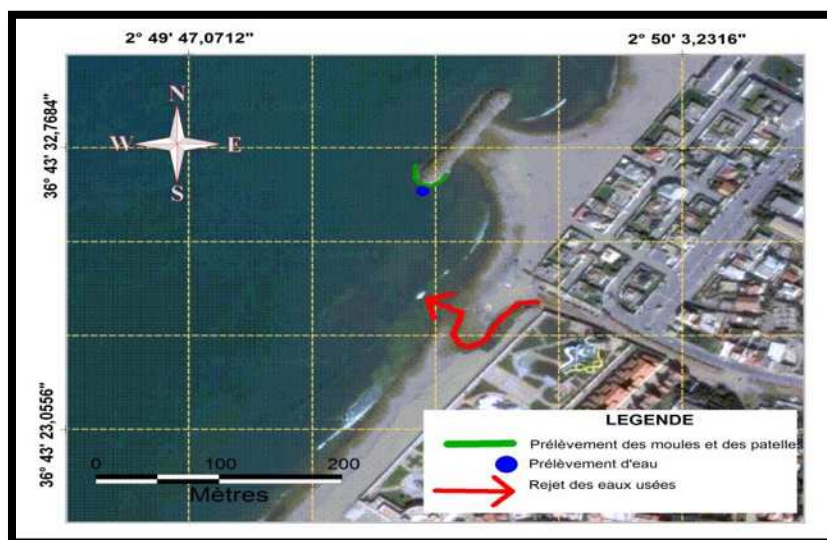 2° 49' 47,0712"
2° 50' 3,2316"
36° 43' 32,7684"
36° 43' 23,0556"
N
W
E
S
LEGENDE
Prélèvement des moules et des patelles
Prélèvement d'eau
Rejet des eaux usées
0
100
200
Mètres